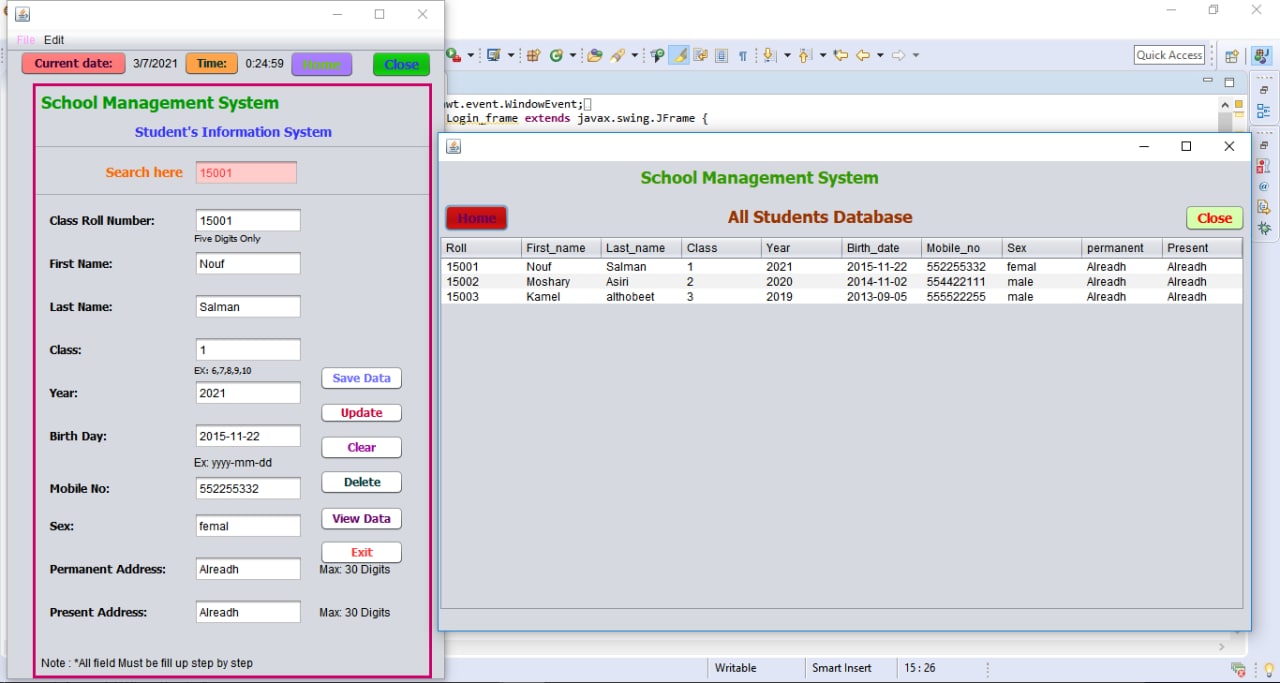 File Edit
Current date: 3/7/2021 Time: 0:24:59 Home Close
School Management System
Student's Information System
Search here 15001
Class Roll Number: 15001
Five Digits Only
First Name: Nouf
Last Name: Salman
Class: 1
EX: 6,7,8,9,10
Save Data
Year: 2021
Update
Birth Day: 2015-11-22
Clear
Ex: yyyy-mm-dd
Delete
Mobile No: 552255332
View Data
Sex: femal
Exit
Permanent Address: Alreadh Max: 30 Digits
Present Address: Alreadh Max: 30 Digits
Note : *All field Must be fill up step by step
Quick Access
wt.event.WindowEvent;
Login_frame extends javax.swing.JFrame {
School Management System
Home All Students Database Close
Roll First_name Last_name Class Year Birth_date Mobile_no Sex permanent Present
15001 Nouf Salman 1 2021 2015-11-22 552255332 femal Alreadh Alreadh
15002 Moshary Asiri 2 2020 2014-11-02 554422111 male Alreadh Alreadh
15003 Kamel althobeet 3 2019 2013-09-05 555522255 male Alreadh Alreadh
Writable Smart Insert 15 : 26